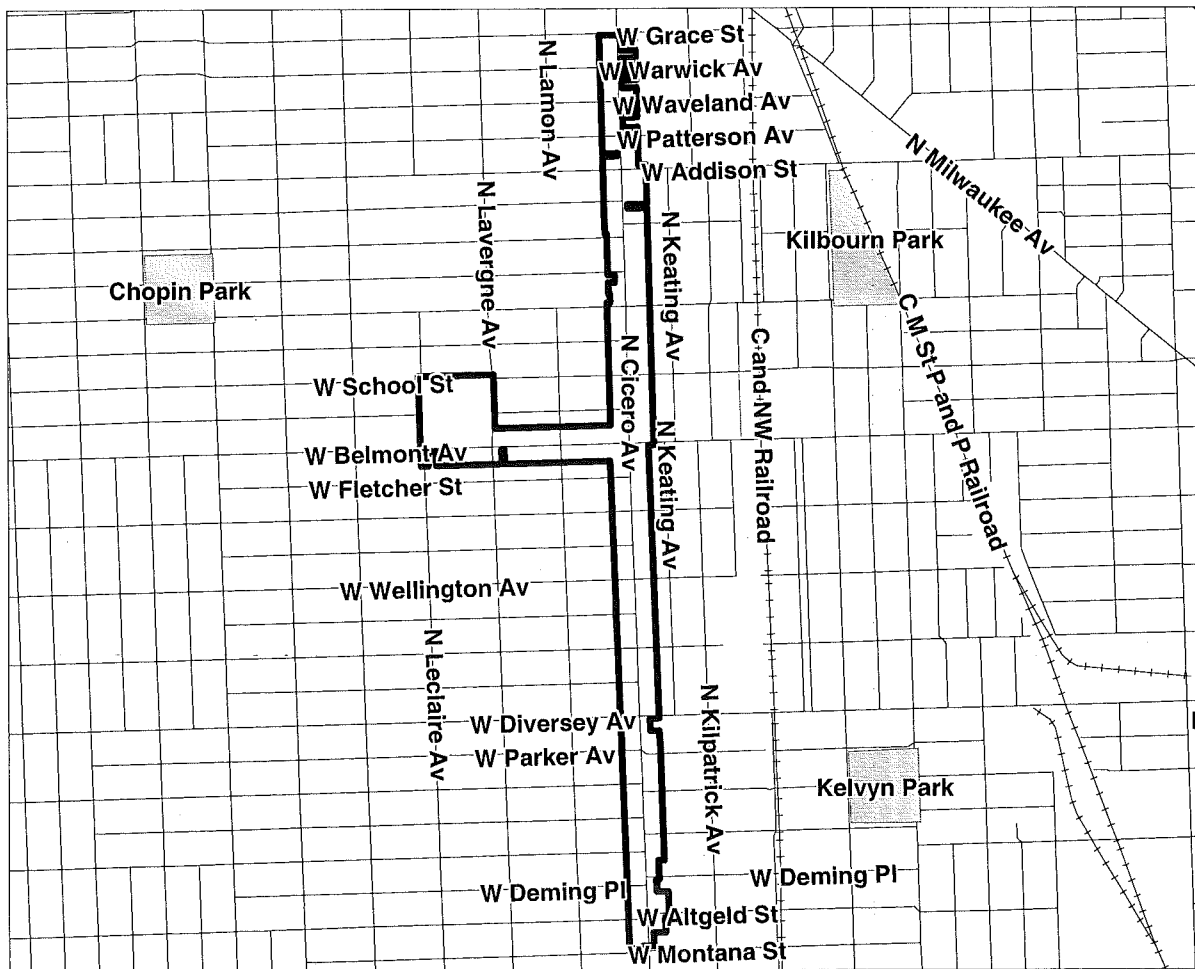 W Grace St
W Warwick Av
W Waveland Av
W Patterson Av
W Addison St
N Lamon Av
N Milwaukee Av
N Lavergne Av
N Keating Av
Kilbourn Park
Chopin Park
N Cicero Av
C and NW Railroad
C M St P and P Railroad
W School St
W Belmont Av
N Keating Av
W Fletcher St
W Wellington Av
N Leclaire Av
N Kilpatrick Av
W Diversey Av
W Parker Av
Kelvyn Park
W Deming Pl
W Deming Pl
W Altgeld St
W Montana St